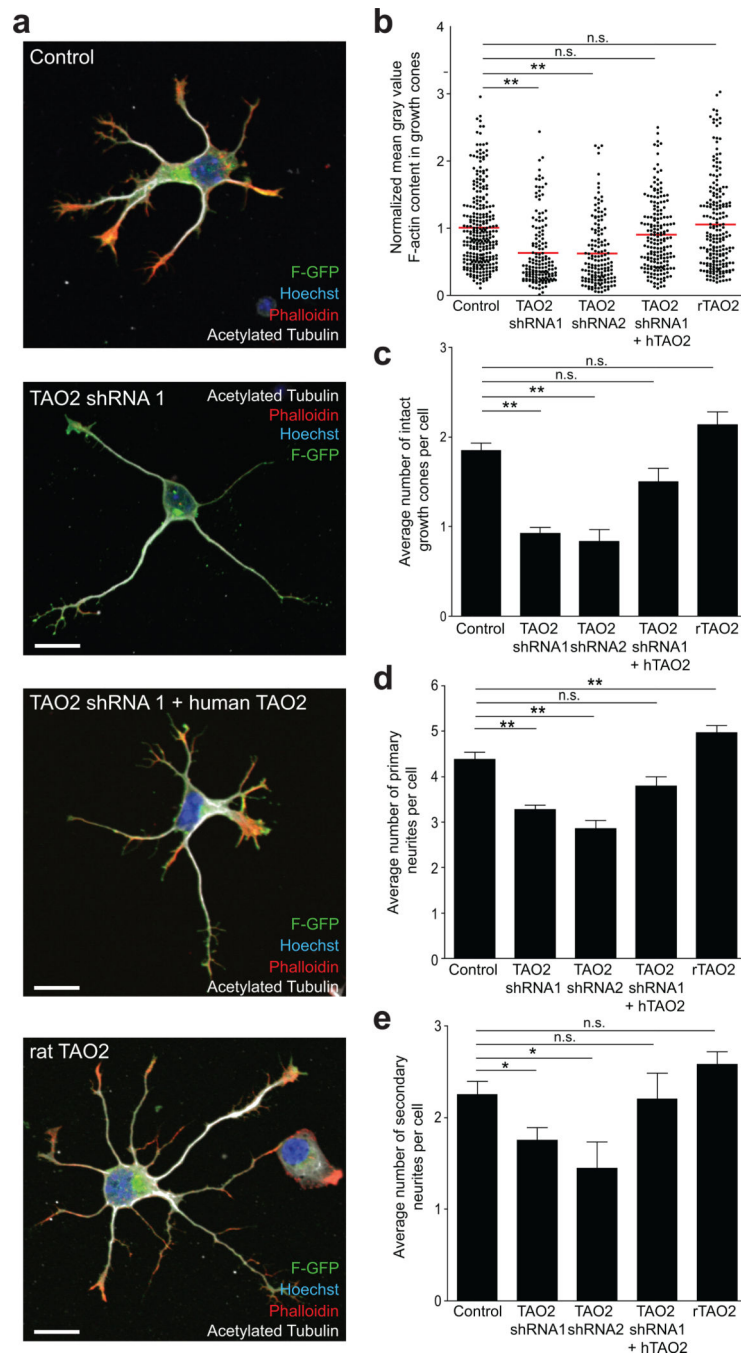 a
Control
F-GFP
Hoechst
Phalloidin
Acetylated Tubulin
TAO2 shRNA 1
Acetylated Tubulin
Phalloidin
Hoechst
F-GFP
TAO2 shRNA 1 + human TAO2
F-GFP
Hoechst
Phalloidin
Acetylated Tubulin
rat TAO2
F-GFP
Hoechst
Phalloidin
Acetylated Tubulin
b
Normalized mean gray value
F-actin content in growth cones
4
3
2
1
0
n.s.
n.s.
**
**
Control
TAO2
shRNA1
TAO2
shRNA2
TAO2
shRNA1
+ hTAO2
rTAO2
c
Average number of intact
growth cones per cell
3
2
1
0
n.s.
n.s.
**
**
Control
TAO2
shRNA1
TAO2
shRNA2
TAO2
shRNA1
+ hTAO2
rTAO2
d
Average number of primary
neurites per cell
6
5
4
3
2
1
0
**
n.s.
**
**
Control
TAO2
shRNA1
TAO2
shRNA2
TAO2
shRNA1
+ hTAO2
rTAO2
e
Average number of secondary
neurites per cell
3
2
1
0
n.s.
n.s.
*
*
Control
TAO2
shRNA1
TAO2
shRNA2
TAO2
shRNA1
+ hTAO2
rTAO2